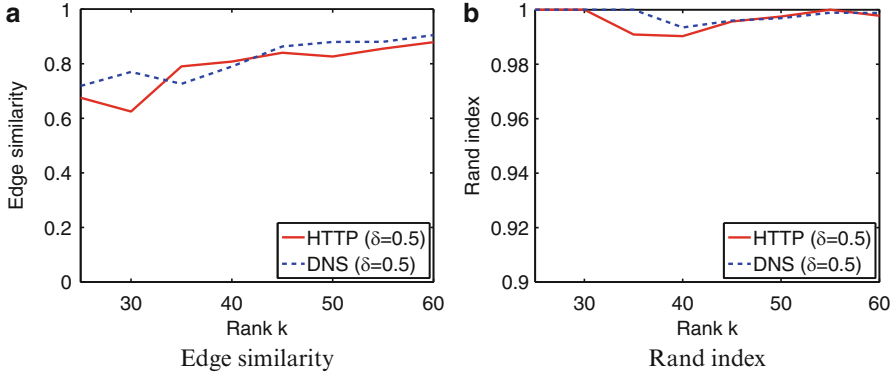 a
1
0.8
0.6
0.4
0.2
0
Edge similarity
30
40
50
60
Rank k
HTTP (δ=0.5)
DNS (δ=0.5)
Edge similarity
b
1
0.98
0.96
0.94
0.92
0.9
Rand index
30
40
50
60
Rank k
HTTP (δ=0.5)
DNS (δ=0.5)
Rand index